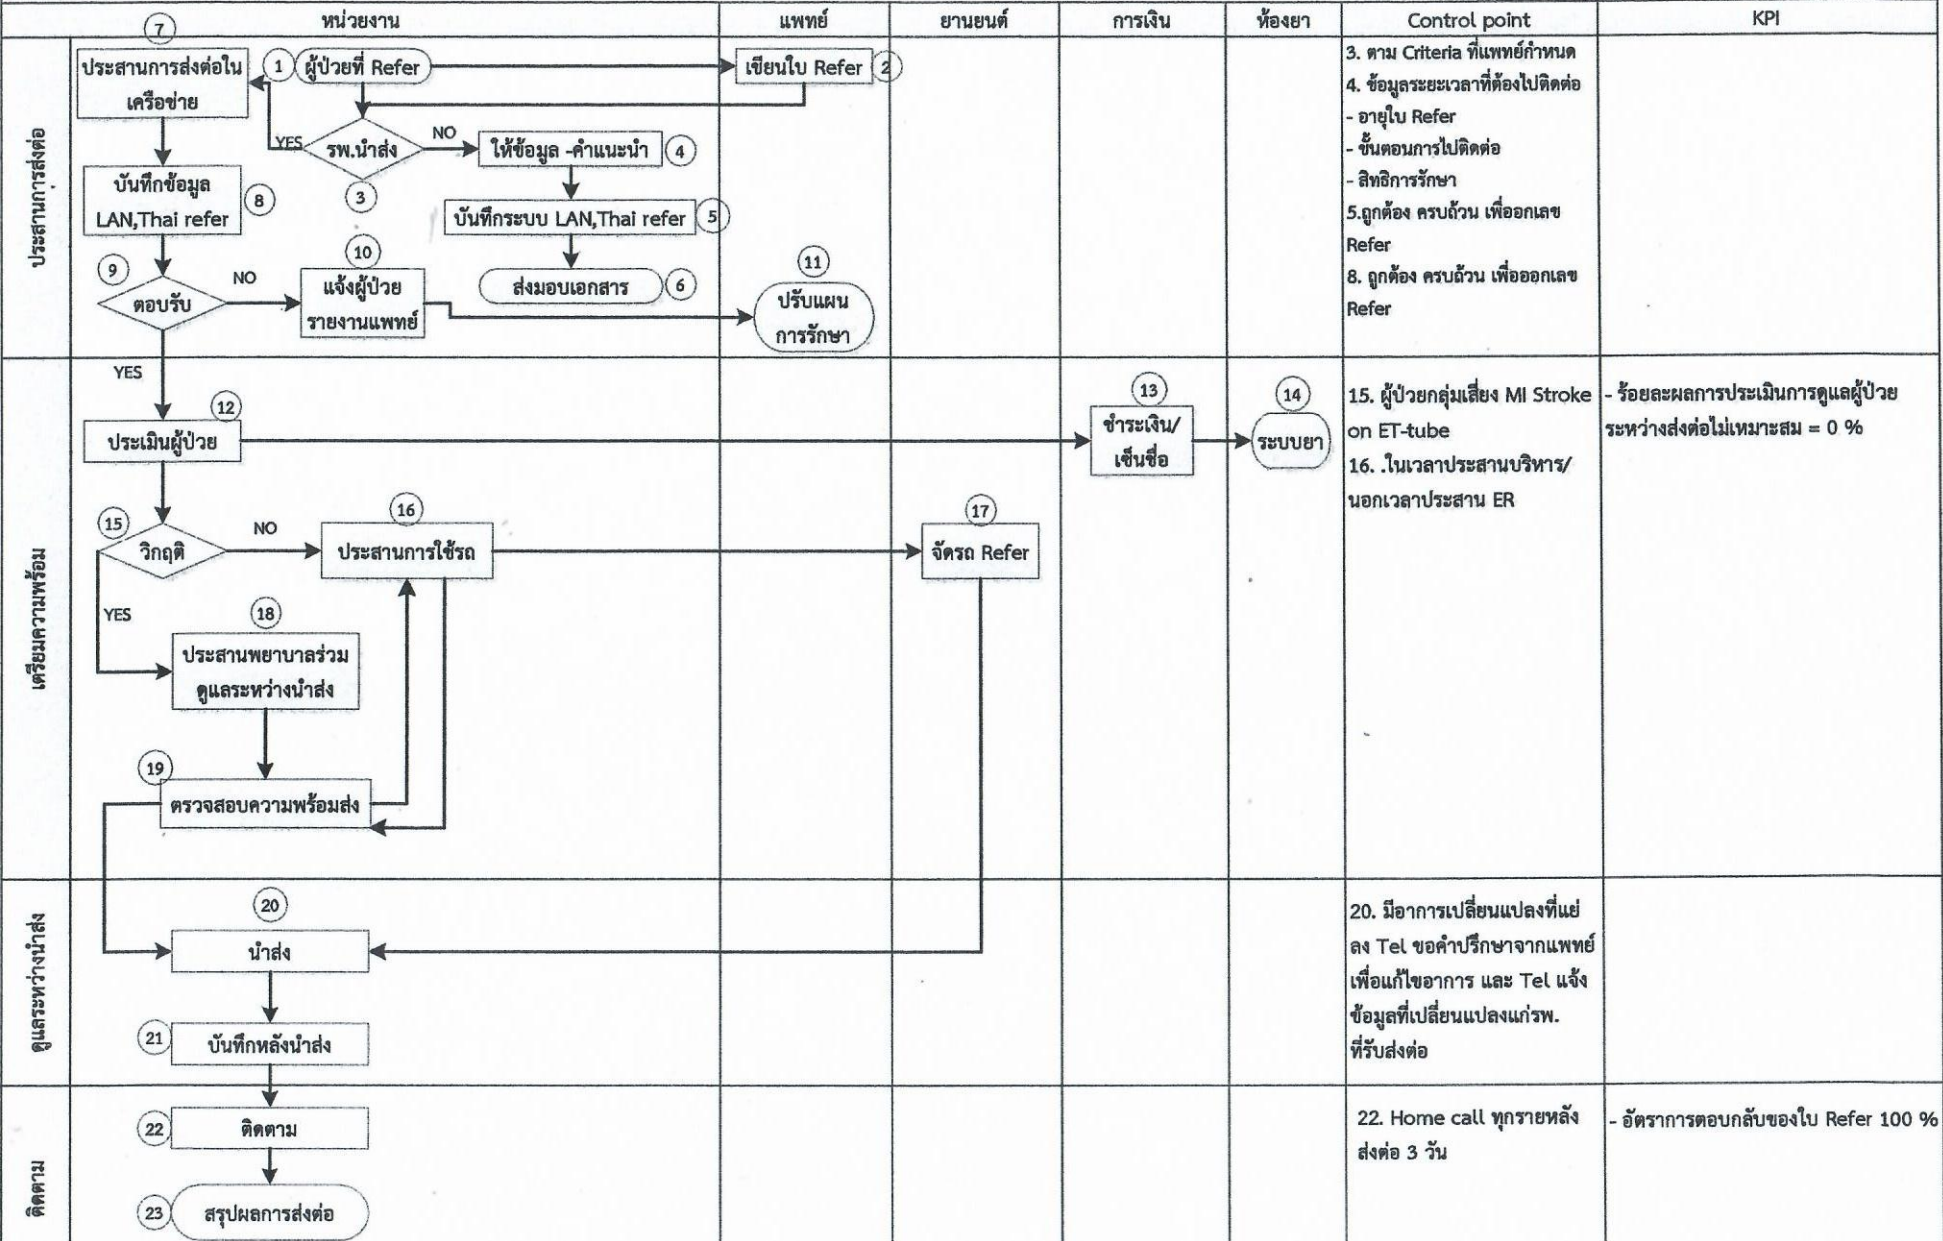 หน่วยงาน
แพทย์
ยานยนต์
การเงิน
ห้องยา
Control point
KPI
ประสานการส่งต่อ
7
ประสานการส่งต่อใน
เครือข่าย
1
ผู้ป่วยที่ Refer
เขียนใบ Refer
2
YES
รพ.นำส่ง
NO
3
ให้ข้อมูล -คำแนะนำ
4
บันทึกข้อมูล
LAN,Thai refer
8
บันทึกระบบ LAN,Thai refer
5
ส่งมอบเอกสาร
6
9
ตอบรับ
NO
10
แจ้งผู้ป่วย
รายงานแพทย์
11
ปรับแผน
การรักษา
3. ตาม Criteria ที่แพทย์กำหนด
4. ข้อมูลระยะเวลาที่ต้องไปติดต่อ
- อายุใบ Refer
- ขั้นตอนการไปติดต่อ
- สิทธิการรักษา
5.ถูกต้อง ครบถ้วน เพื่อออกเลข
Refer
8. ถูกต้อง ครบถ้วน เพื่อออกเลข
Refer
เตรียมความพร้อม
YES
12
ประเมินผู้ป่วย
13
ชำระเงิน/
เซ็นชื่อ
14
ระบบยา
15
วิกฤติ
NO
YES
16
ประสานการใช้รถ
17
จัดรถ Refer
18
ประสานพยาบาลร่วม
ดูแลระหว่างนำส่ง
19
ตรวจสอบความพร้อมส่ง
15. ผู้ป่วยกลุ่มเสี่ยง MI Stroke
on ET-tube
16. .ในเวลาประสานบริหาร/
นอกเวลาประสาน ER
- ร้อยละผลการประเมินการดูแลผู้ป่วย
ระหว่างส่งต่อไม่เหมาะสม = 0 %
ดูแลระหว่างนำส่ง
20
นำส่ง
21
บันทึกหลังนำส่ง
20. มีอาการเปลี่ยนแปลงที่แย่
ลง Tel ขอคำปรึกษาจากแพทย์
เพื่อแก้ไขอาการ และ Tel แจ้ง
ข้อมูลที่เปลี่ยนแปลงแก่รพ.
ที่รับส่งต่อ
ติดตาม
22
ติดตาม
23
สรุปผลการส่งต่อ
22. Home call ทุกรายหลัง
ส่งต่อ 3 วัน
- อัตราการตอบกลับของใบ Refer 100 %